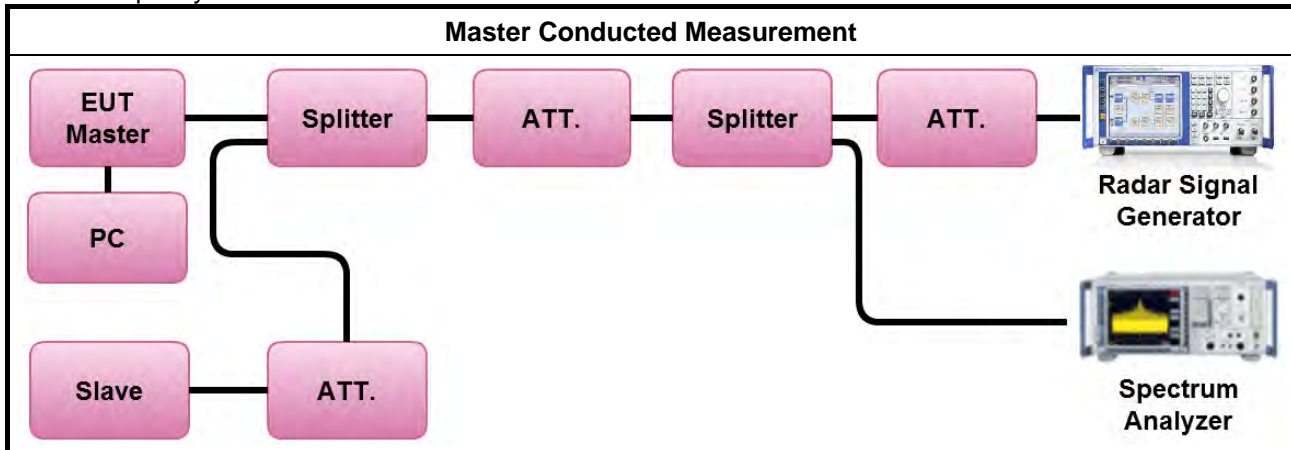 Master Conducted Measurement
EUT
Master
Splitter
ATT.
Splitter
ATT.
Radar Signal
Generator
PC
Slave
ATT.
Spectrum
Analyzer